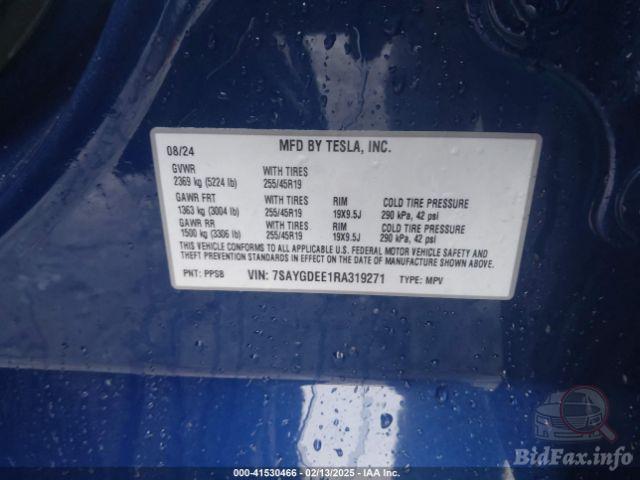 08/24 MFD BY TESLA, INC.
GVWR WITH TIRES
2369 kg (5224 lb) 255/45R19
GAWR FRT WITH TIRES RIM COLD TIRE PRESSURE
1363 kg (3004 lb) 255/45R19 19X9.5J 290 kPa, 42 psi
GAWR RR WITH TIRES RIM COLD TIRE PRESSURE
1500 kg (3306 lb) 255/45R19 19X9.5J 290 kPa, 42 psi
THIS VEHICLE CONFORMS TO ALL APPLICABLE U.S. FEDERAL MOTOR VEHICLE SAFETY AND
THEFT PREVENTION STANDARDS IN EFFECT ON THE DATE OF MANUFACTURE SHOWN ABOVE.
PNT: PPSB VIN: 7SAYGDEE1RA319271 TYPE: MPV
BidFax.info
000-41530466 - 02/13/2025 - IAA Inc.